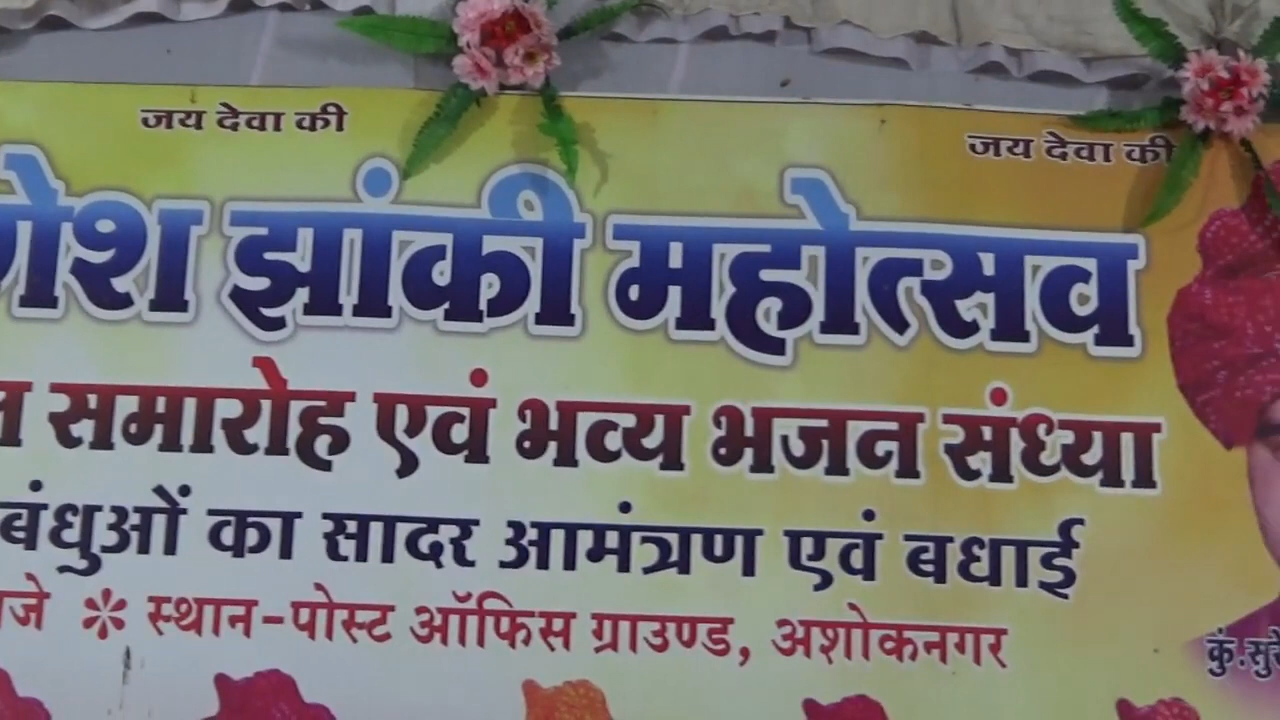 जय देवा की
जय देवा की
झांकी महोत्सव
समारोह एवं भव्य भजन संध्या
बंधुओं का सादर आमंत्रण एवं बधाई
* स्थान-पोस्ट ऑफिस ग्राउण्ड, अशोकनगर
कुं.